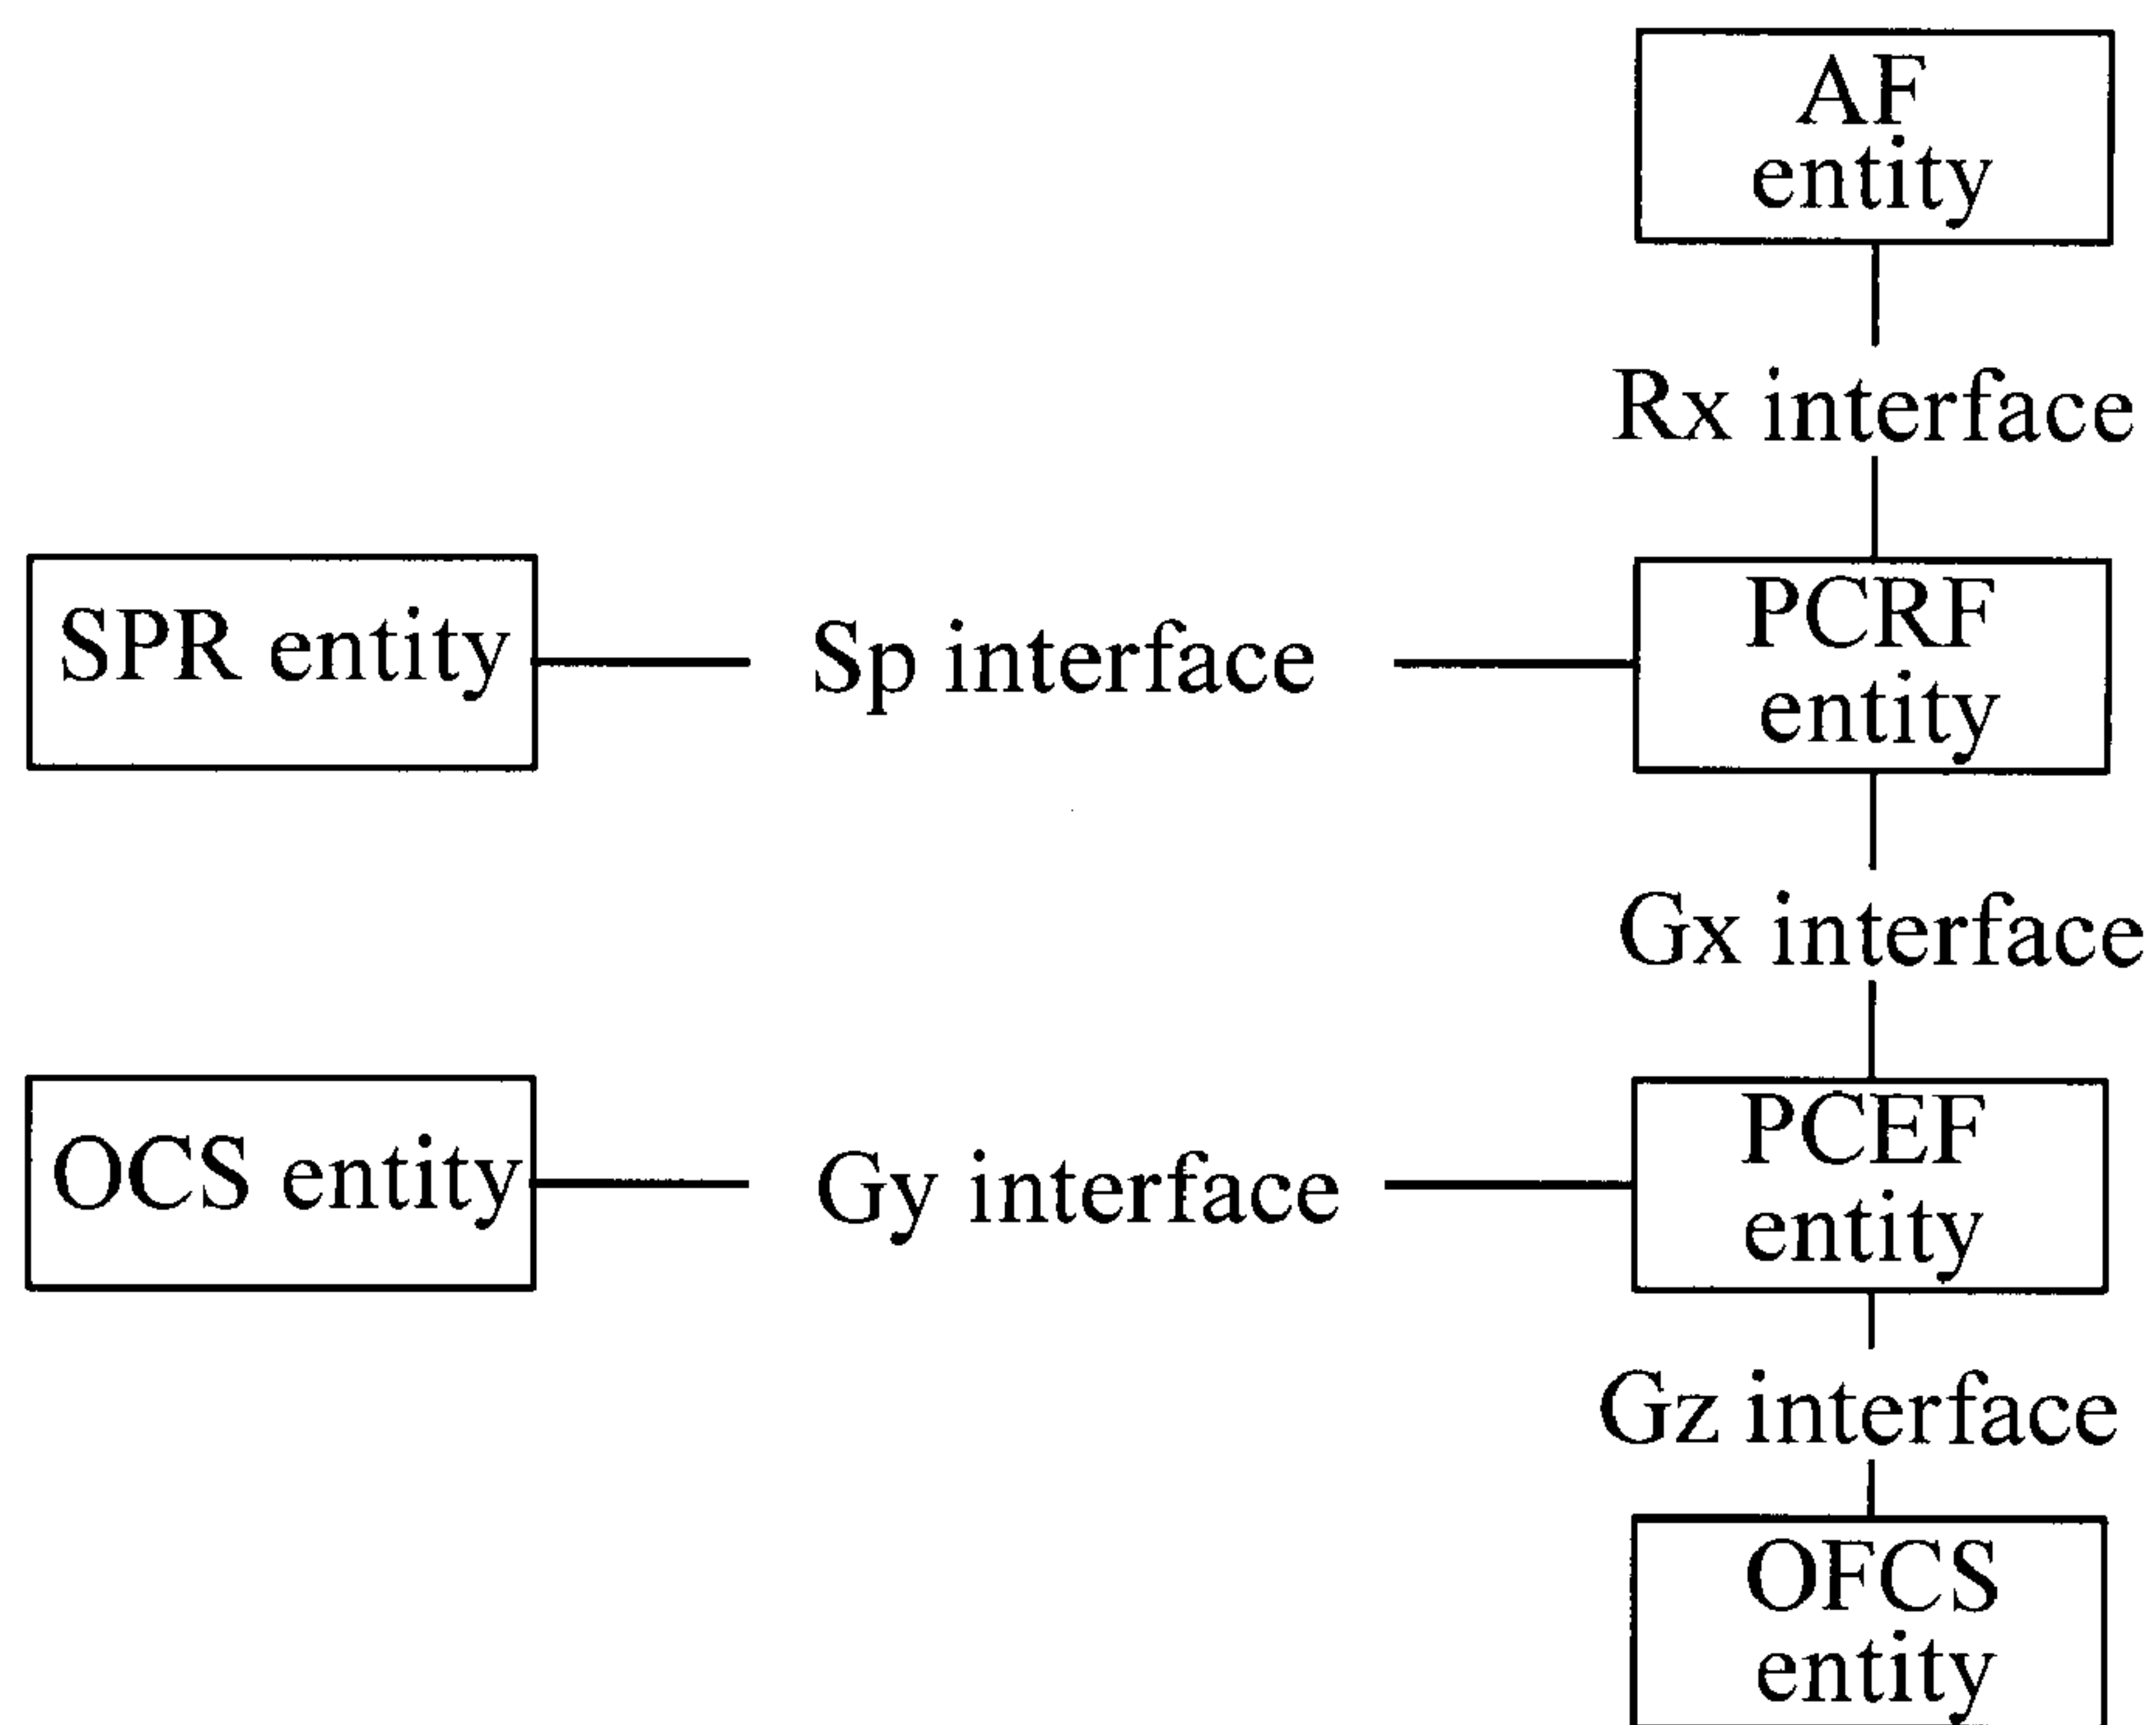 AF
entity
Rx interface
SPR entity
Sp interface
PCRF
entity
Gx interface
OCS entity
Gy interface
PCEF
entity
Gz interface
OFCS
entity